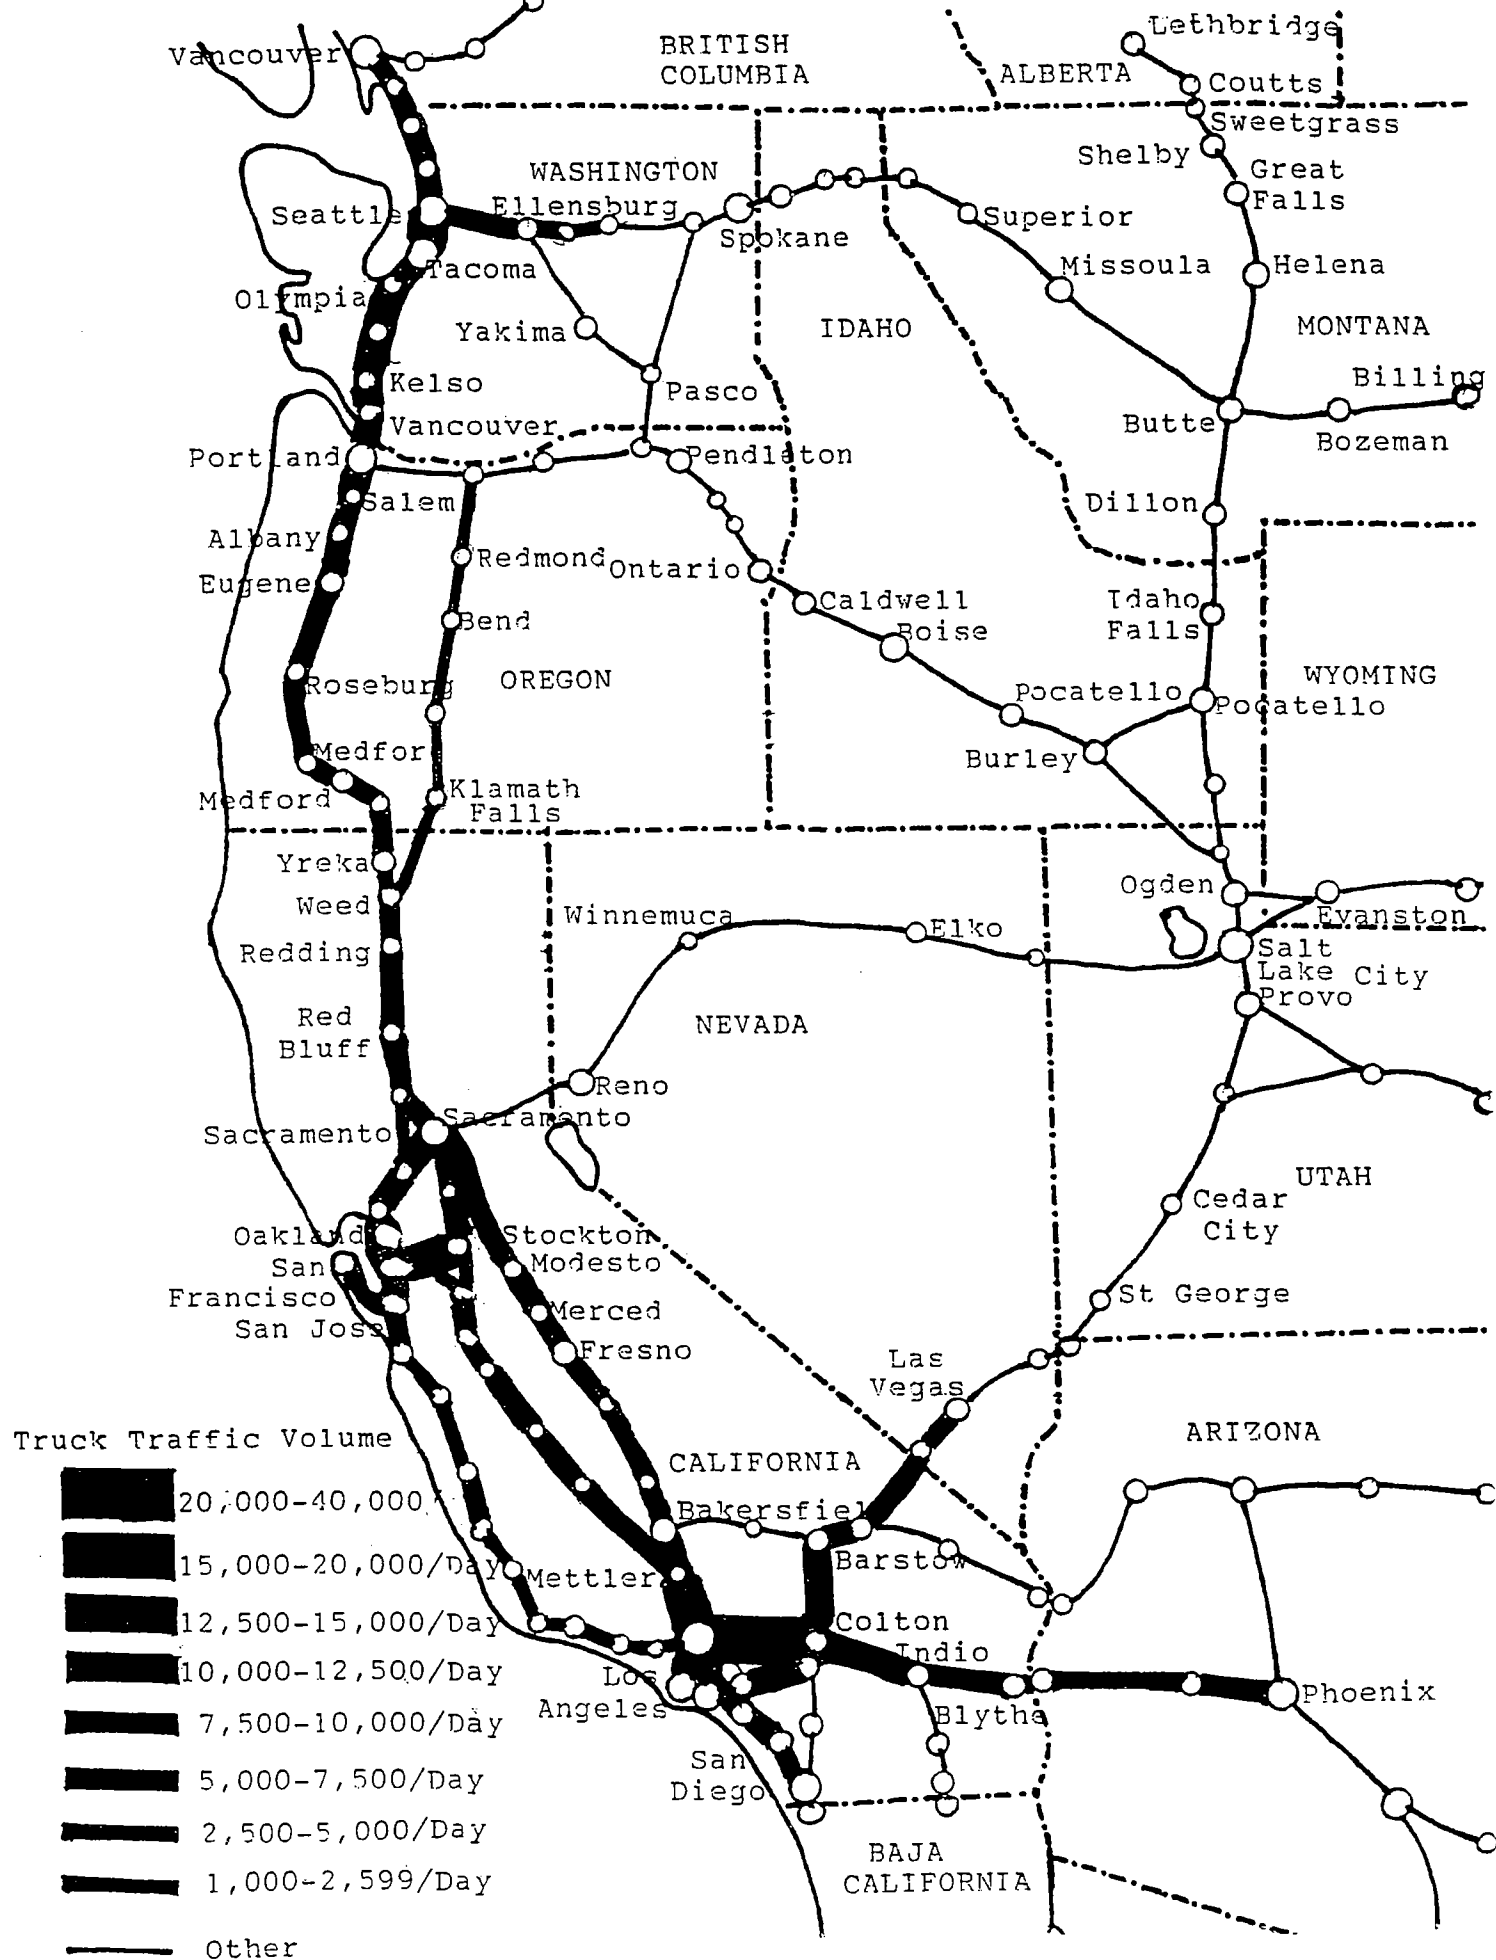 Lethbridge
Vancouver
BRITISH
COLUMBIA
ALBERTA
Coutts
Sweetgrass
Shelby
Great
Falls
WASHINGTON
Ellensburg
Seattle
Spokane
Superior
Tacoma
Missoula
Helena
Olympia
Yakima
IDAHO
MONTANA
Kelso
Pasco
Billing
Vancouver
Butte
Bozeman
Portland
Pendleton
Salem
Dillon
Albany
Redmond
Ontario
Eugene
Caldwell
Boise
Idaho
Falls
Bend
Roseburg
OREGON
WYOMING
Pocatello
Pocatello
Medfor
Burley
Medford
Klamath
Falls
Yreka
Weed
Ogden
Winnemuca
Elko
Evanston
Redding
Salt
Lake City
Provo
Red
Bluff
NEVADA
Reno
Sacramento
Sacramento
UTAH
Cedar
City
Oakland
Stockton
San
Francisco
Modesto
St George
San Joss
Merced
Fresno
Las
Vegas
ARIZONA
Truck Traffic Volume
CALIFORNIA
20,000-40,000
Bakersfiel
15,000-20,000/Day
Mettler
Barstow
12,500-15,000/Day
Colton
Indio
10,000-12,500/Day
Los
Angeles
Phoenix
7,500-10,000/Day
Blythe
San
Diego
5,000-7,500/Day
2,500-5,000/Day
BAJA
CALIFORNIA
1,000-2,599/Day
Other